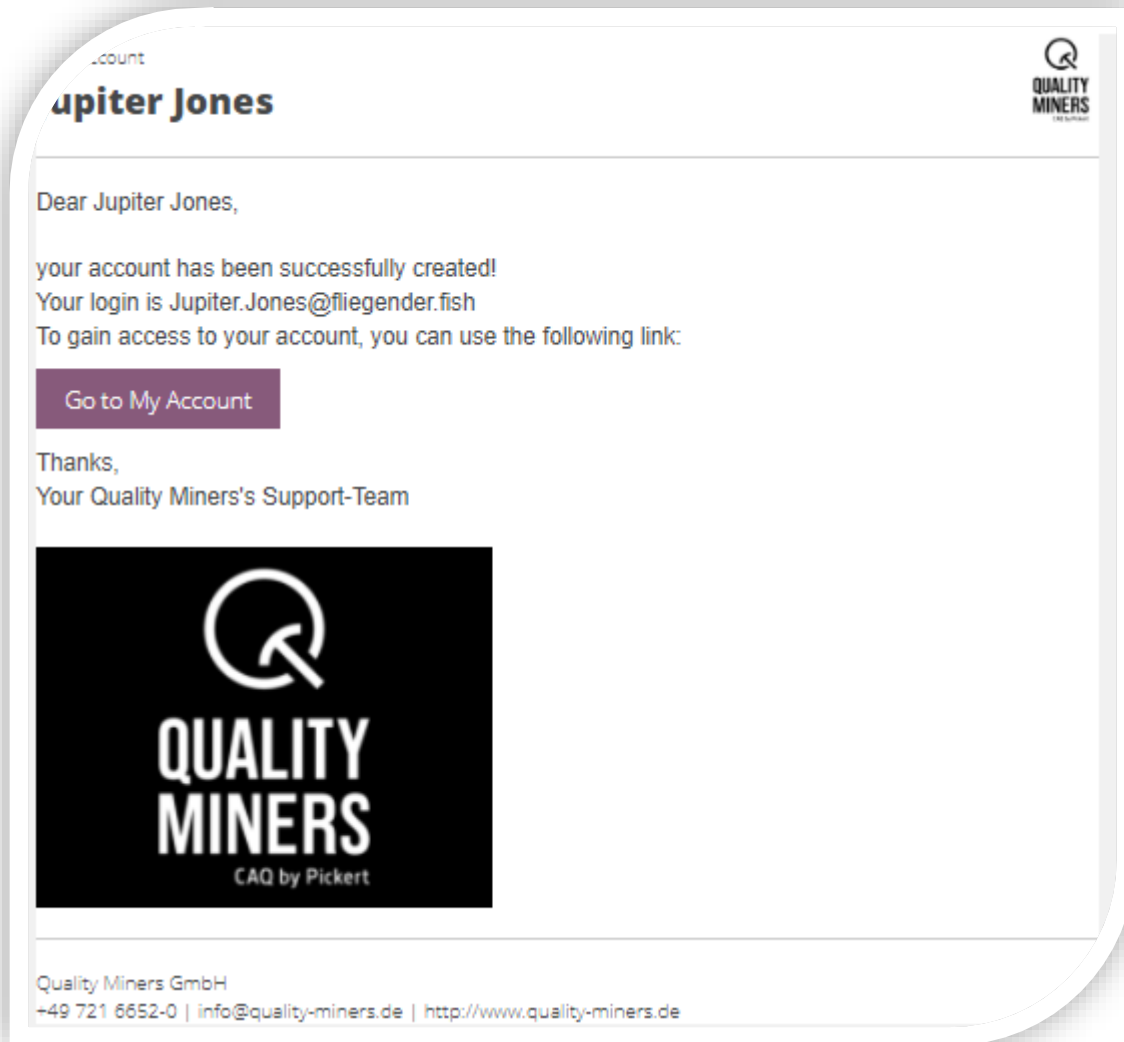 Jupiter Jones
QUALITY
MINERS
Dear Jupiter Jones,
your account has been successfully created!
Your login is Jupiter.Jones@fliegender.fish
To gain access to your account, you can use the following link:
Go to My Account
Thanks,
Your Quality Miners's Support-Team
QUALITY
MINERS
CAQ by Pickert
Quality Miners GmbH
+49 721 6652-0 | info@quality-miners.de | http://www.quality-miners.de